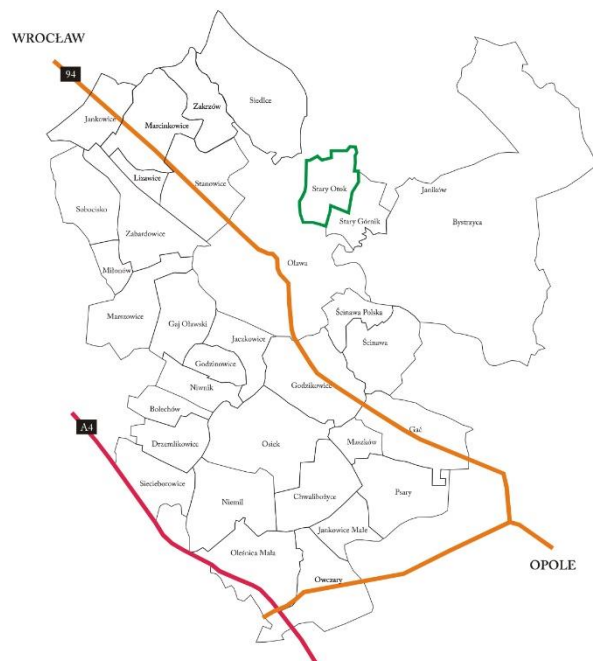 WROCŁAW
94
Zakrzów
Siedlce
Jankowice
Marcinkowice
Lizawice
Stanowice
Stary Otok
Janików
Sobocisko
Stary Górnik
Bystrzyca
Zabardowice
Oława
Miłonów
Marszowice
Gaj Oławski
Ścinawa Polska
Jaczkowice
Ścinawa
Godzinowice
Niwnik
Godzikowice
Bolechów
A4
Gać
Drzemlikowice
Osiek
Maszków
Siecieborowice
Niemil
Chwalibożyce
Psary
Jankowice Małe
Oleśnica Mała
OPOLE
Owczary